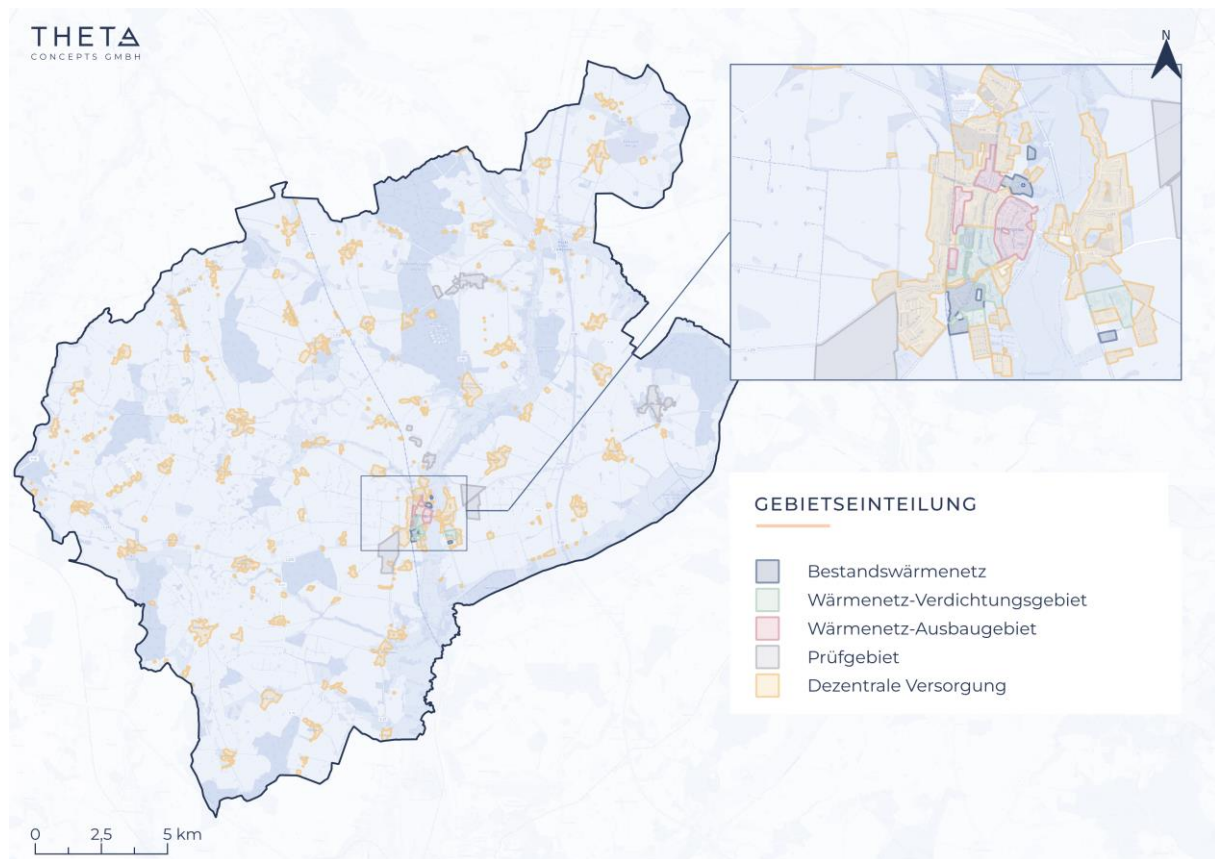 THETA
CONCEPTS GMBH
N
GEBIETSEINTEILUNG
Bestandswärmenetz
Wärmenetz-Verdichtungsgebiet
Wärmenetz-Ausbaugebiet
Prüfgebiet
Dezentrale Versorgung
0 2,5 5 km